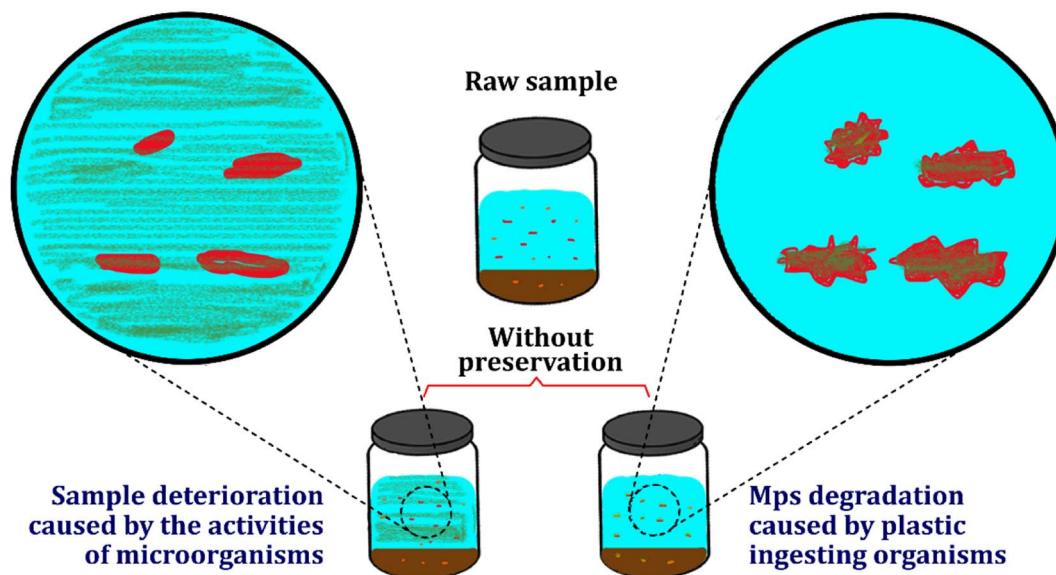 Raw sample
Without
preservation
Sample deterioration
caused by the activities
of microorganisms
Mps degradation
caused by plastic
ingesting organisms